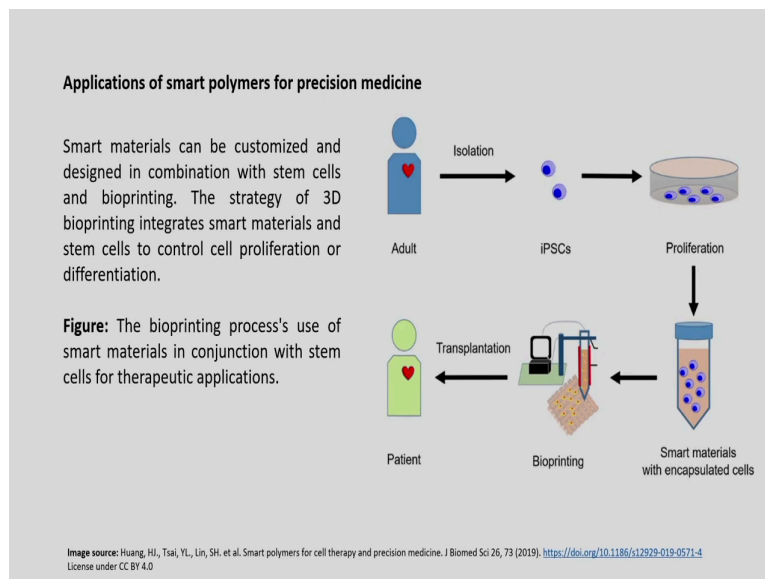 Applications of smart polymers for precision medicine
Smart materials can be customized and
designed in combination with stem cells
and bioprinting. The strategy of 3D
bioprinting integrates smart materials and
stem cells to control cell proliferation or
differentiation.
Figure: The bioprinting process's use of
smart materials in conjunction with stem
cells for therapeutic applications.
Isolation
Adult
iPSCs
Proliferation
Transplantation
Patient
Bioprinting
Smart materials
with encapsulated cells
Image source: Huang, HJ., Tsai, YL., Lin, SH. et al. Smart polymers for cell therapy and precision medicine. J Biomed Sci 26, 73 (2019). https://doi.org/10.1186/s12929-019-0571-4
License under CC BY 4.0